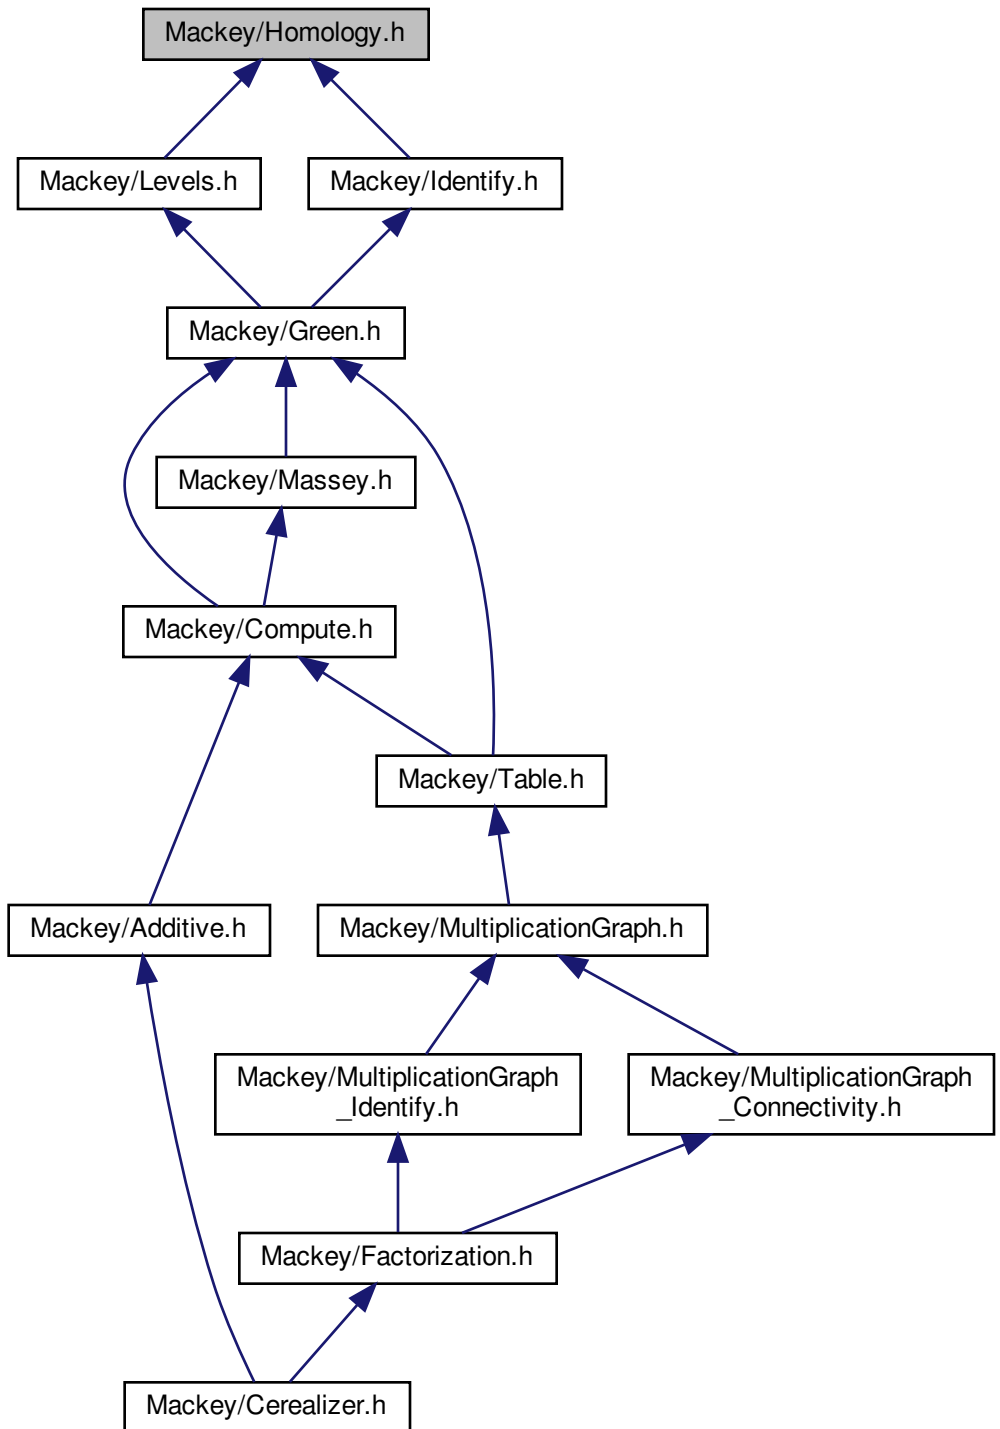 Mackey/Homology.h
Mackey/Levels.h
Mackey/Identify.h
Mackey/Green.h
Mackey/Massey.h
Mackey/Compute.h
Mackey/Table.h
Mackey/Additive.h
Mackey/MultiplicationGraph.h
Mackey/MultiplicationGraph
_Identify.h
Mackey/MultiplicationGraph
_Connectivity.h
Mackey/Factorization.h
Mackey/Cerealizer.h